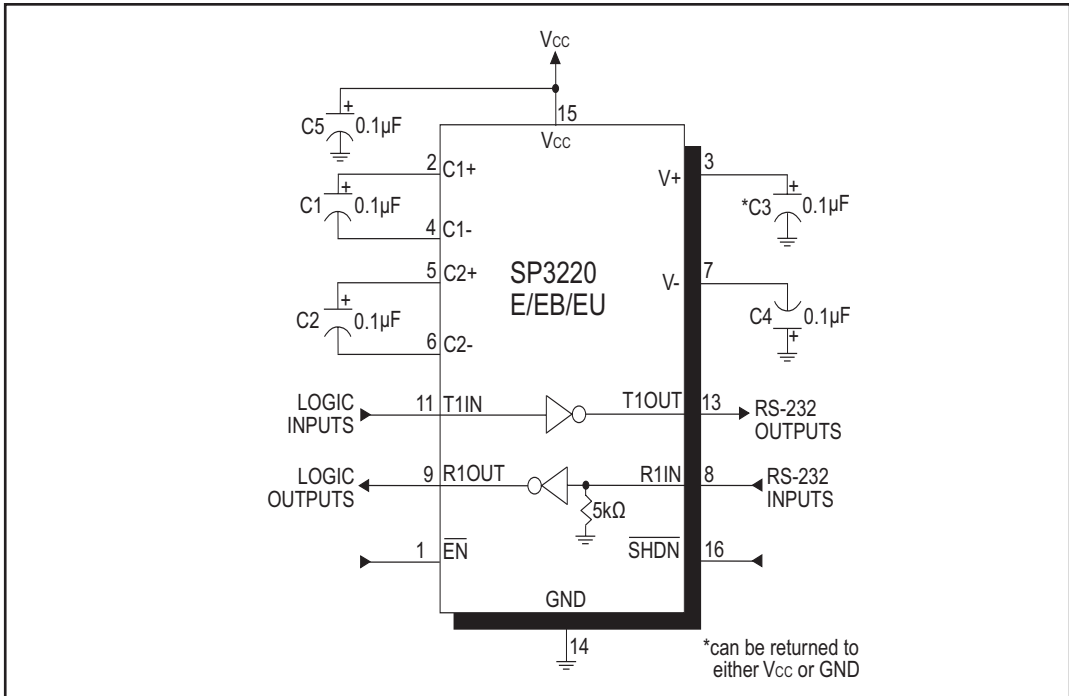 VCC
15
VCC
C5
+
0.1µF
2
C1+
+
C1
0.1µF
4
C1-
5
C2+
+
C2
0.1µF
6
C2-
SP3220
E/EB/EU
V+
3
+
*C3
0.1µF
V-
7
C4
0.1µF
+
LOGIC
INPUTS
11
T1IN
T1OUT
13
RS-232
OUTPUTS
LOGIC
OUTPUTS
9
R1OUT
R1IN
8
RS-232
INPUTS
5kΩ
1
EN
SHDN
16
GND
14
*can be returned to
either VCC or GND